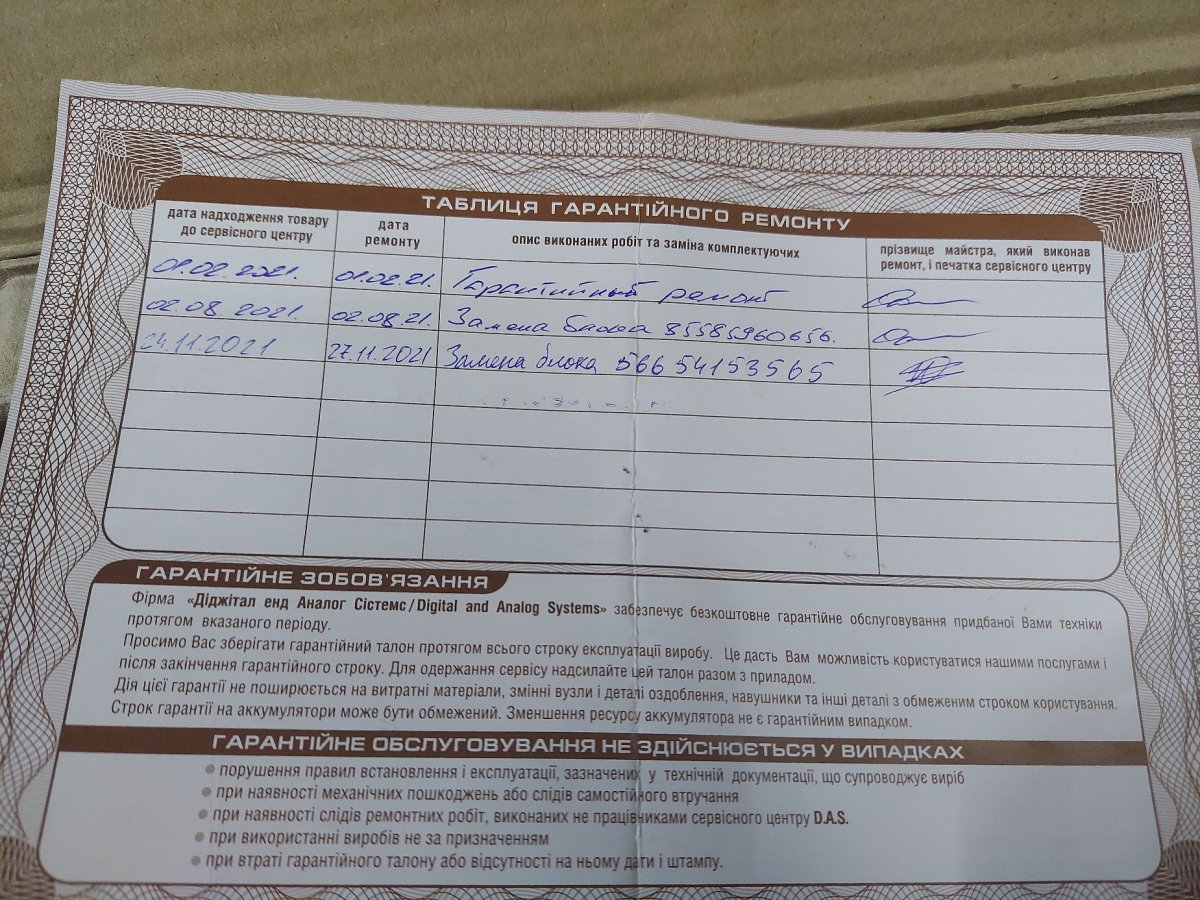 ТАБЛИЦЯ ГАРАНТІЙНОГО РЕМОНТУ
дата надходження товару до сервісного центру
дата ремонту
опис виконаних робіт та заміна комплектуючих
прізвище майстра, який виконав ремонт, і печатка сервісного центру
01.02.2021. 01.02.21. Гарантийный ремонт
02.08.2021. 02.08.21. Замена блока 85585960656.
24.11.2021 27.11.2021 Замена блока 56654153565
ГАРАНТІЙНЕ ЗОБОВ'ЯЗАННЯ
Фірма «Діджітал енд Аналог Сістемс/Digital and Analog Systems» забезпечує безкоштовне гарантійне обслуговування придбаної Вами техніки
протягом вказаного періоду.
Просимо Вас зберігати гарантійний талон протягом всього строку експлуатації виробу. Це дасть Вам можливість користуватися нашими послугами і
після закінчення гарантійного строку. Для одержання сервісу надсилайте цей талон разом з приладом.
Дія цієї гарантії не поширюється на витратні матеріали, змінні вузли і деталі оздоблення, навушники та інші деталі з обмеженим строком користування.
Строк гарантії на аккумулятори може бути обмежений. Зменшення ресурсу аккумулятора не є гарантійним випадком.
ГАРАНТІЙНЕ ОБСЛУГОВУВАННЯ НЕ ЗДІЙСНЮЄТЬСЯ У ВИПАДКАХ
● порушення правил встановлення і експлуатації, зазначених у технічній документації, що супроводжує виріб
● при наявності механічних пошкоджень або слідів самостійного втручання
● при наявності слідів ремонтних робіт, виконаних не працівниками сервісного центру D.A.S.
● при використанні виробів не за призначенням
● при втраті гарантійного талону або відсутності на ньому дати і штампу.